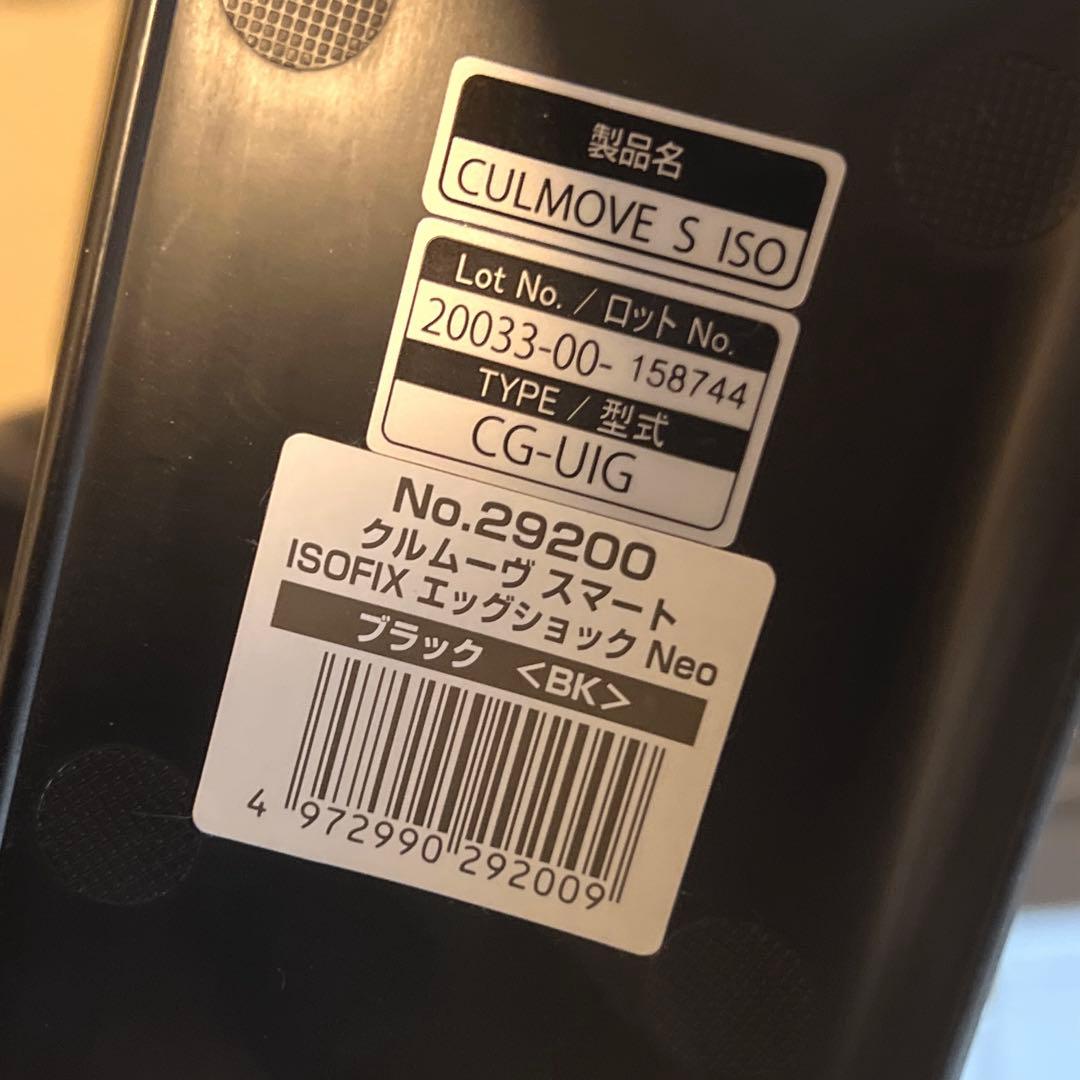 製品名
CULMOVE S ISO
Lot No. / ロット No.
20033-00- 158744
TYPE / 型式
CG-UIG
No.29200
クルムーヴ スマート
ISOFIX エッグショック Neo
ブラック <BK>
4 972990 292009